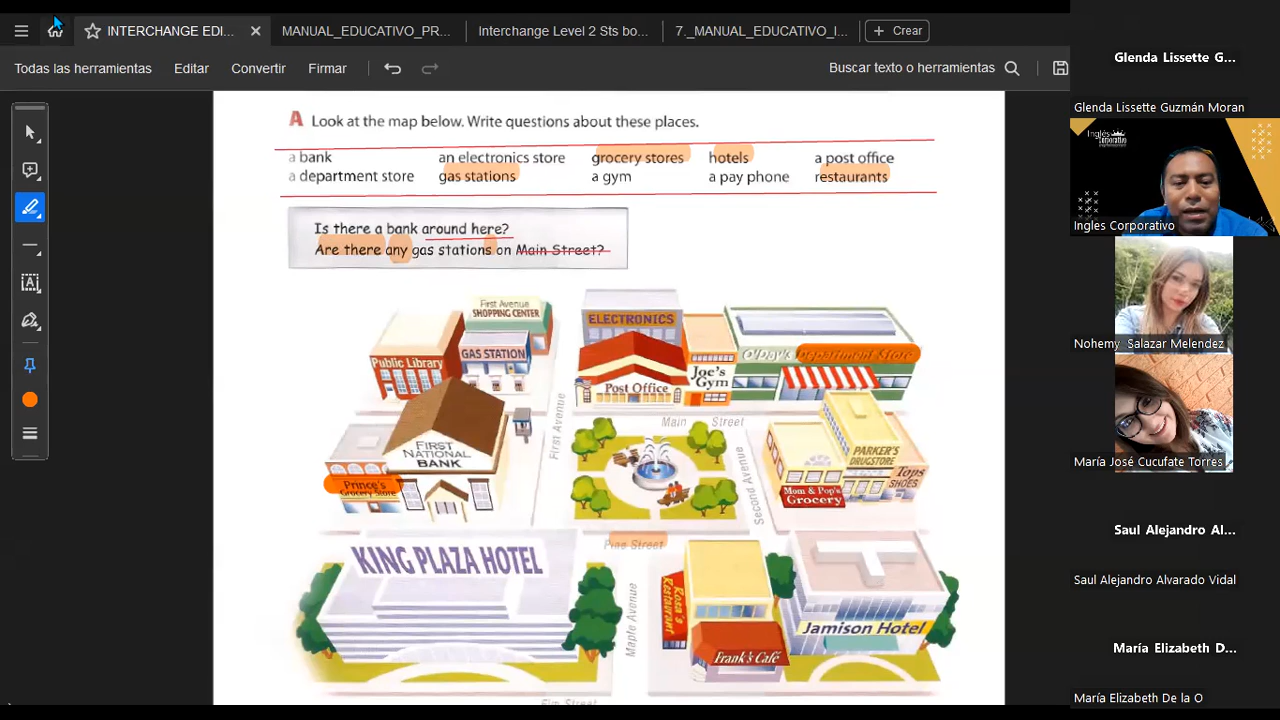 INTERCHANGE EDI...
MANUAL_EDUCATIVO_PR...
Interchange Level 2 Sts bo...
7._MANUAL_EDUCATIVO_I...
+ Crear
Todas las herramientas
Editar
Convertir
Firmar
Buscar texto o herramientas
A Look at the map below. Write questions about these places.
a bank an electronics store grocery stores hotels a post office
a department store gas stations a gym a pay phone restaurants
Is there a bank around here?
Are there any gas stations on Main Street?
First Avenue
SHOPPING CENTER
GAS STATION
Public Library
ELECTRONICS
Post Office
Joe's
Gym
O'Day's Department Store
First Avenue
Main Street
FIRST
NATIONAL
BANK
Prince's
Grocery Store
PARKER'S
DRUGSTORE
Tops
SHOES
Mom & Pop's
Grocery
Second Avenue
Pine Street
KING PLAZA HOTEL
Maple Avenue
Rosa's
Restaurant
Frank's Café
Jamison Hotel
Elm Street
Glenda Lissette G...
Glenda Lissette Guzmán Moran
Inglés
Corporativo
Ingles Corporativo
Nohemy Salazar Melendez
María José Cucufate Torres
Saul Alejandro Al...
Saul Alejandro Alvarado Vidal
María Elizabeth D...
María Elizabeth De la O